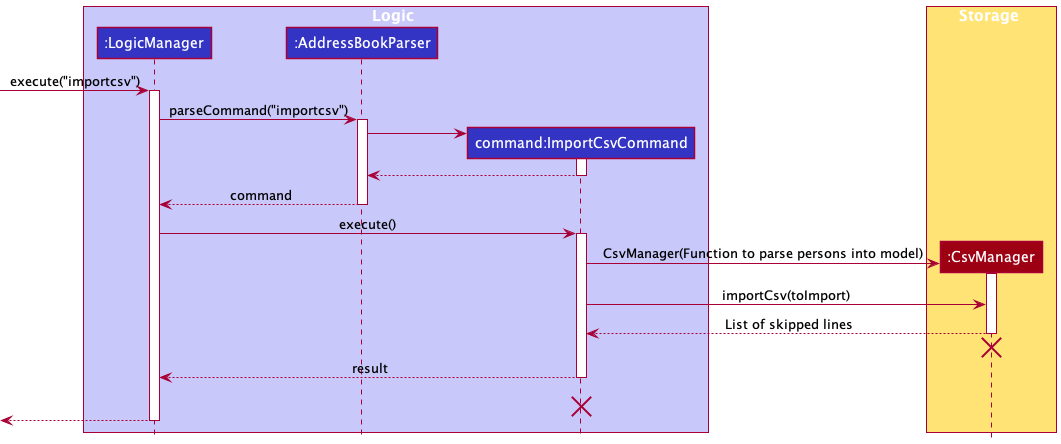 Logic
Storage
:LogicManager
:AddressBookParser
execute("importcsv")
parseCommand("importcsv")
command:ImportCsvCommand
command
execute()
CsvManager(Function to parse persons into model)
:CsvManager
importCsv(toImport)
List of skipped lines
result